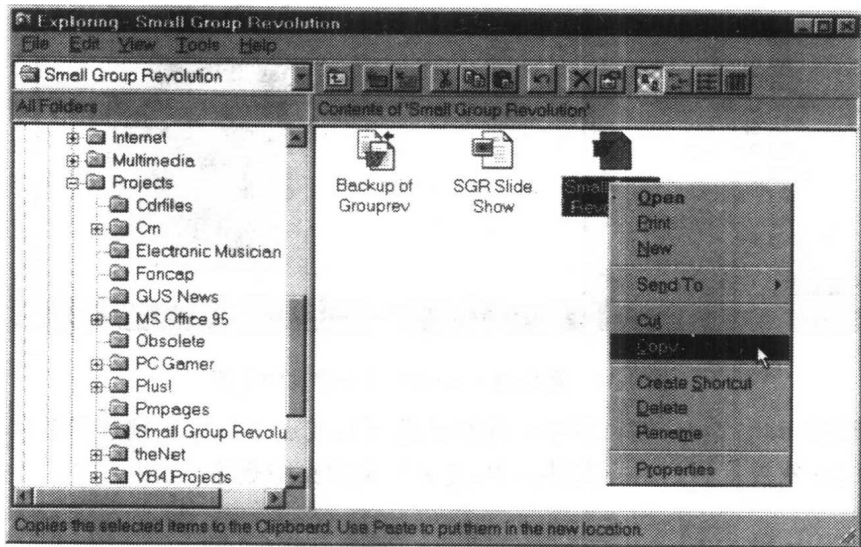 Exploring - Small Group Revolution
File Edit View Tools Help
Small Group Revolution
All Folders
Contents of 'Small Group Revolution'
Internet
Multimedia
Projects
Cdrfiles
Crn
Electronic Musician
Foncap
GUS News
MS Office 95
Obsolete
PC Gamer
Plus!
Pmpages
Small Group Revolu
theNet
VB4 Projects
Backup of
Grouprev
SGR Slide
Show
Small
Rev
Open
Print
New
Send To
Cut
Copy
Create Shortcut
Delete
Rename
Properties
Copies the selected items to the Clipboard. Use Paste to put them in the new location.